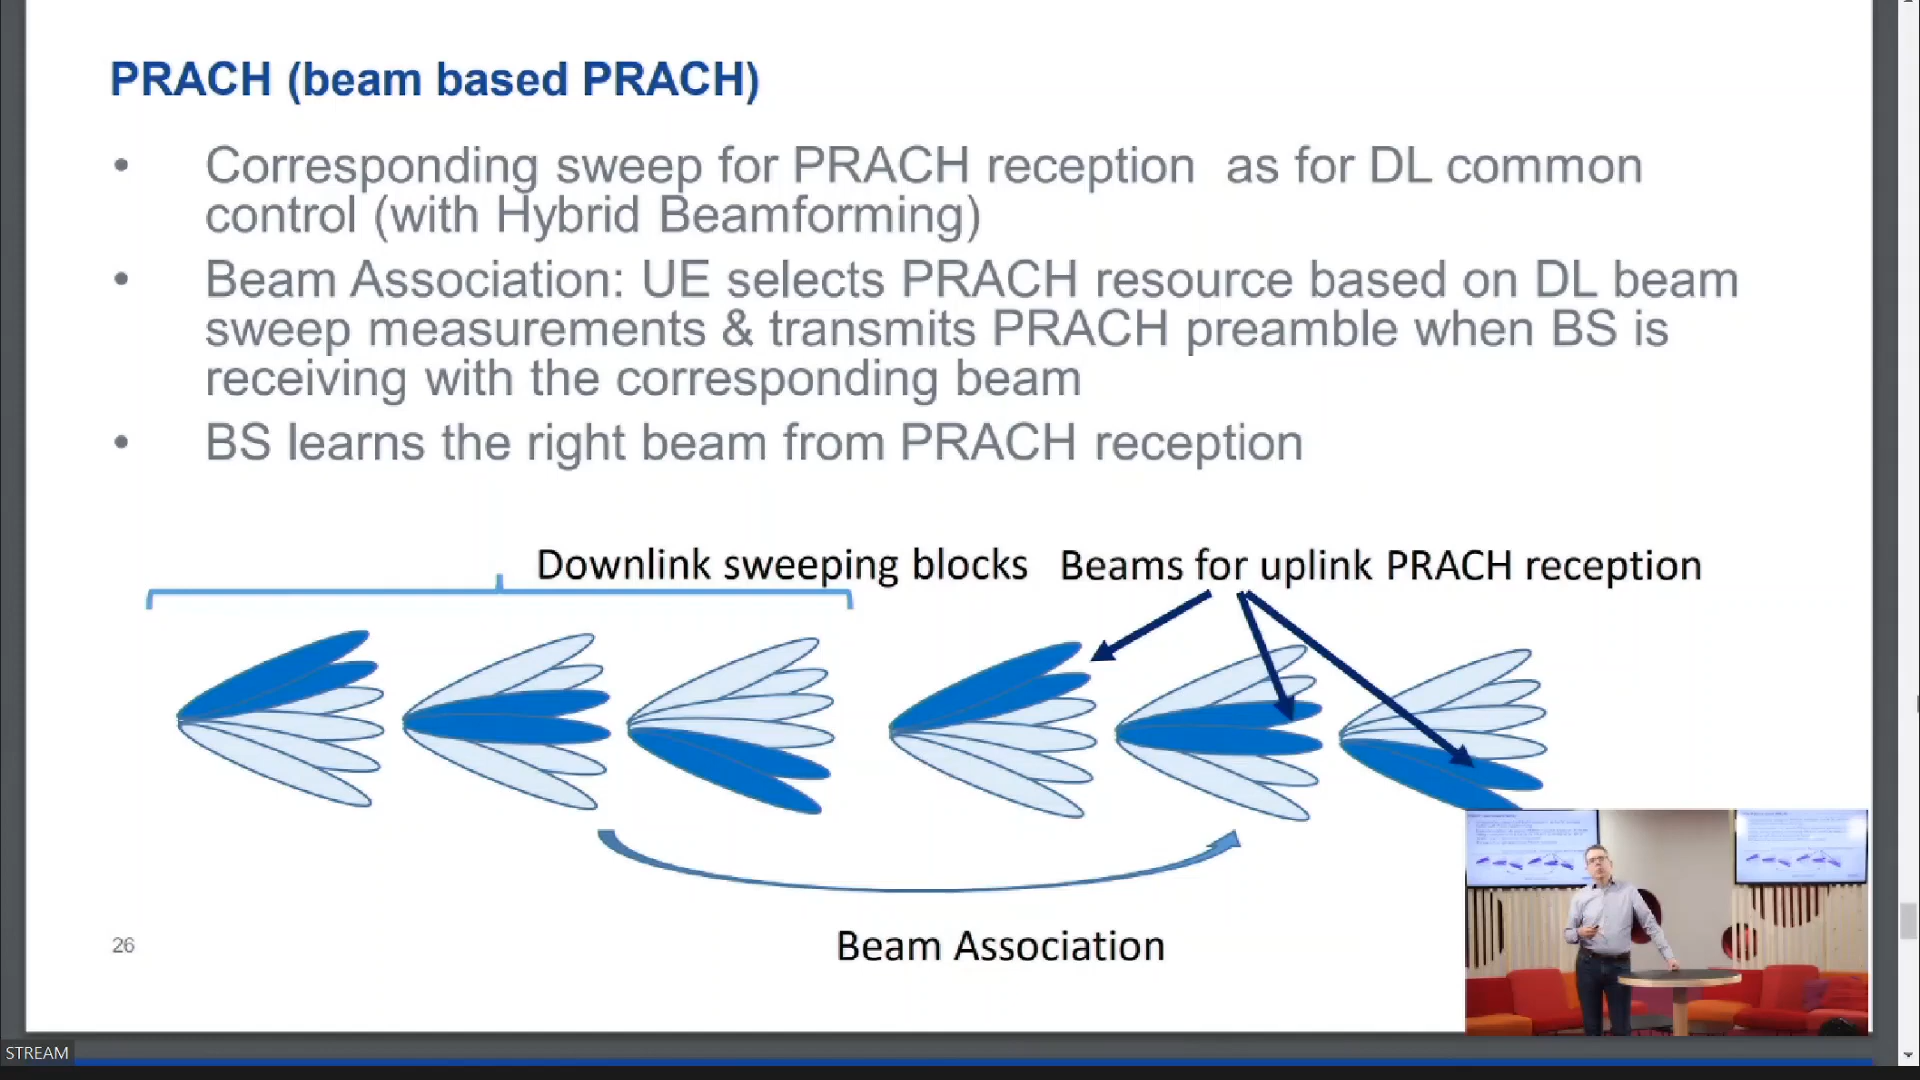 PRACH (beam based PRACH)
• Corresponding sweep for PRACH reception  as for DL common
control (with Hybrid Beamforming)
• Beam Association: UE selects PRACH resource based on DL beam
sweep measurements & transmits PRACH preamble when BS is
receiving with the corresponding beam
• BS learns the right beam from PRACH reception
Downlink sweeping blocks
Beams for uplink PRACH reception
Beam Association
26
STREAM